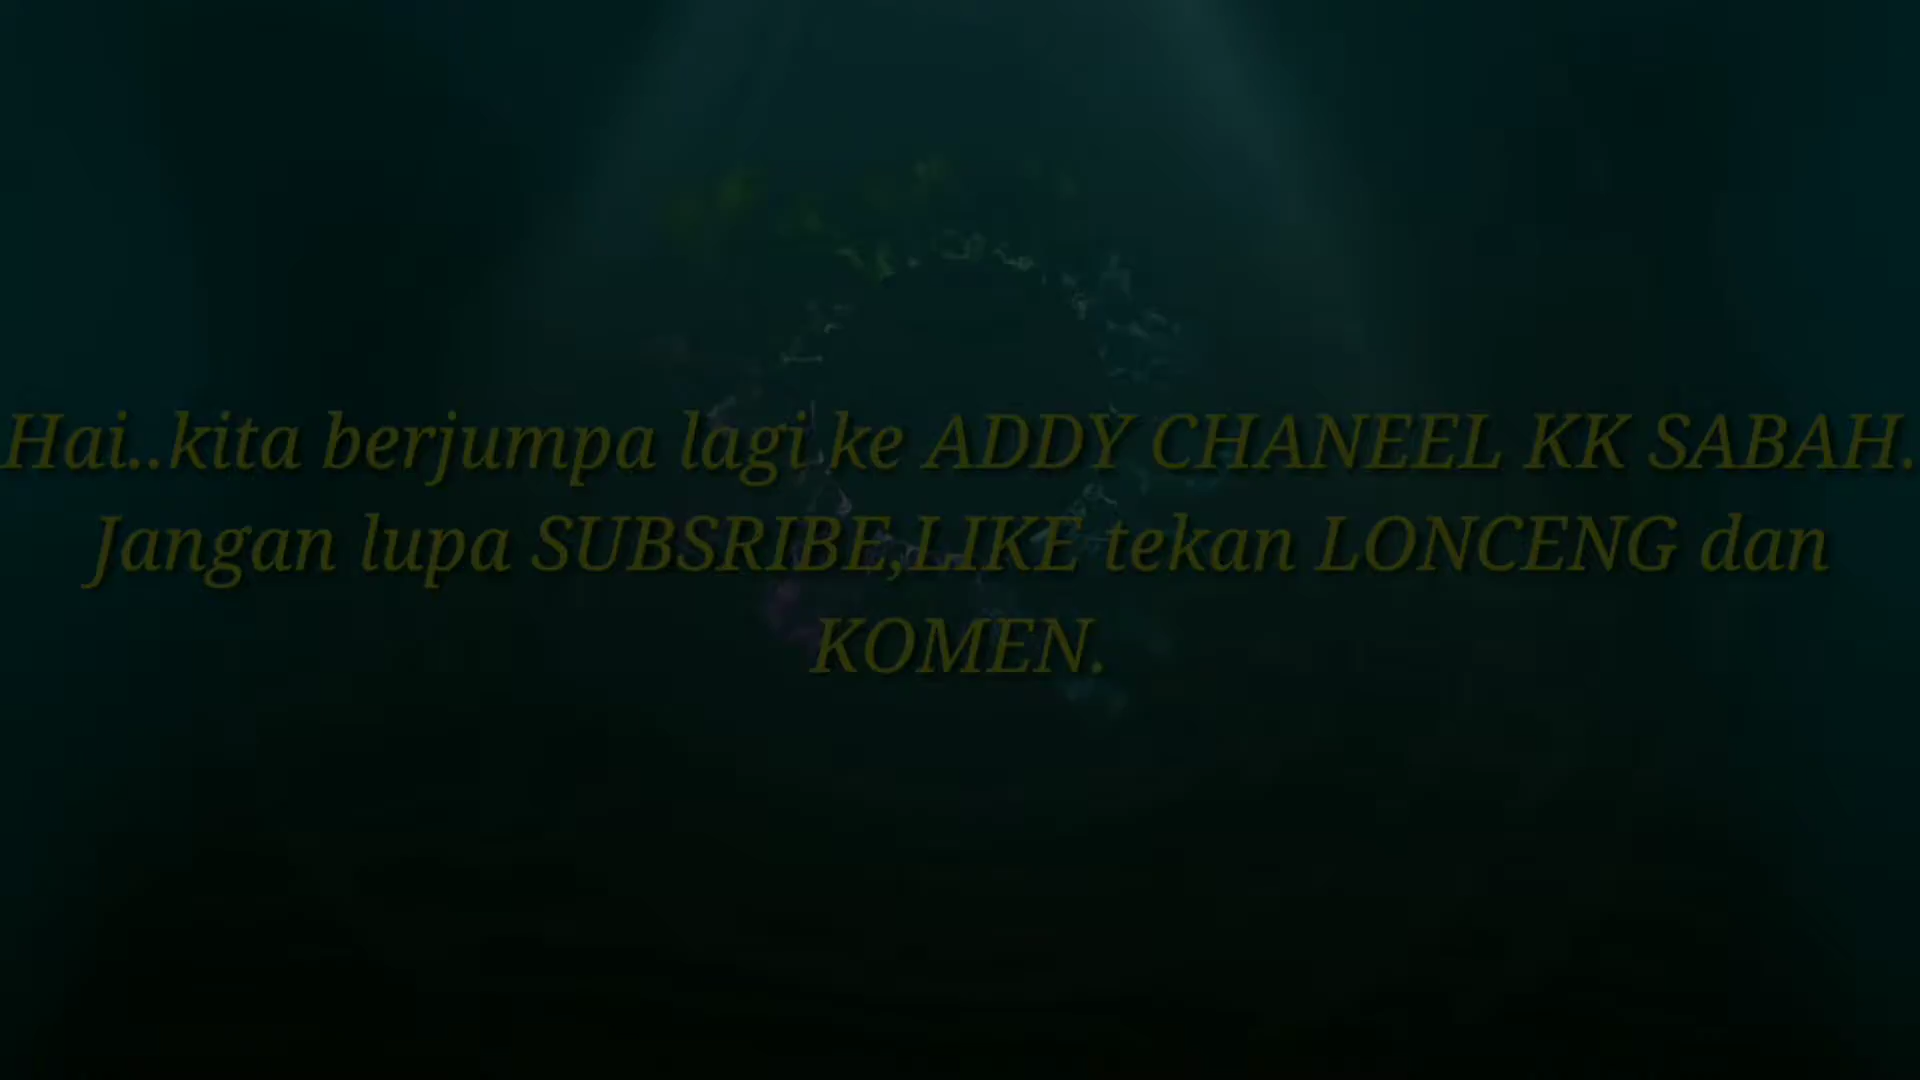 Hai..kita berjumpa lagi ke ADDY CHANEEL KK SABAH.
Jangan lupa SUBSRIBE,LIKE tekan LONCENG dan
KOMEN.